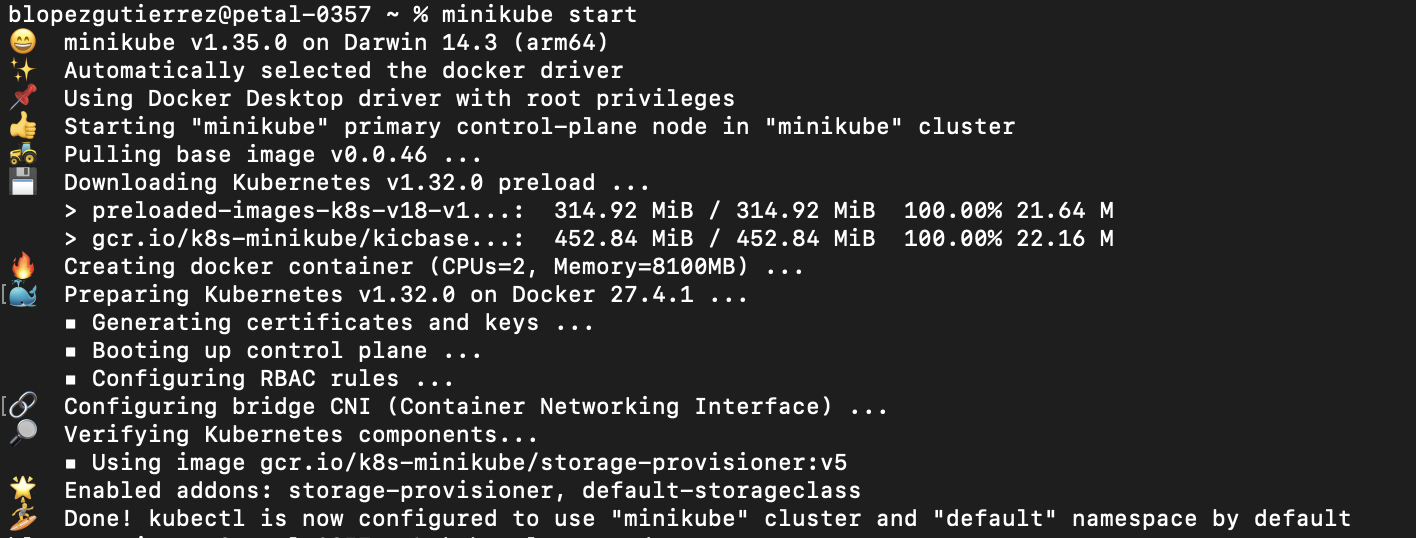 blopezgutierrez@petal-0357 ~ % minikube start
😄 minikube v1.35.0 on Darwin 14.3 (arm64)
✨ Automatically selected the docker driver
📌 Using Docker Desktop driver with root privileges
👍 Starting "minikube" primary control-plane node in "minikube" cluster
🚜 Pulling base image v0.0.46 ...
💾 Downloading Kubernetes v1.32.0 preload ...
> preloaded-images-k8s-v18-v1...: 314.92 MiB / 314.92 MiB 100.00% 21.64 M
> gcr.io/k8s-minikube/kicbase...: 452.84 MiB / 452.84 MiB 100.00% 22.16 M
🔥 Creating docker container (CPUs=2, Memory=8100MB) ...
[🐳 Preparing Kubernetes v1.32.0 on Docker 27.4.1 ...
▪ Generating certificates and keys ...
▪ Booting up control plane ...
▪ Configuring RBAC rules ...
[🔗 Configuring bridge CNI (Container Networking Interface) ...
🔎 Verifying Kubernetes components...
▪ Using image gcr.io/k8s-minikube/storage-provisioner:v5
🌟 Enabled addons: storage-provisioner, default-storageclass
🏄 Done! kubectl is now configured to use "minikube" cluster and "default" namespace by default